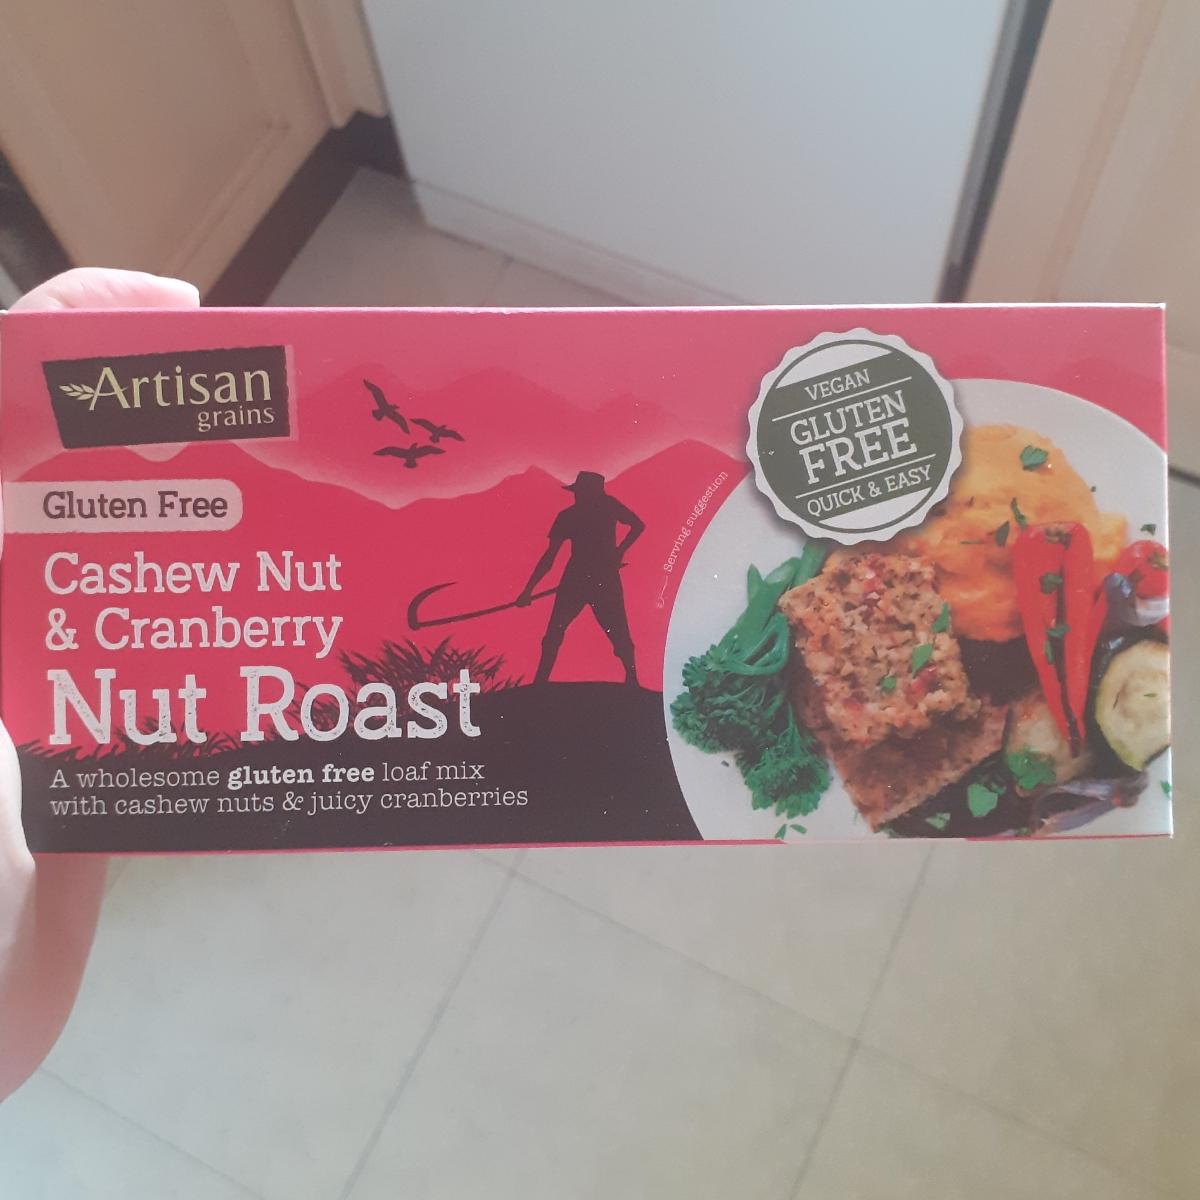 Artisan
grains
Gluten Free
Cashew Nut
& Cranberry
Nut Roast
A wholesome gluten free loaf mix
with cashew nuts & juicy cranberries
Serving suggestion
VEGAN
GLUTEN
FREE
QUICK & EASY